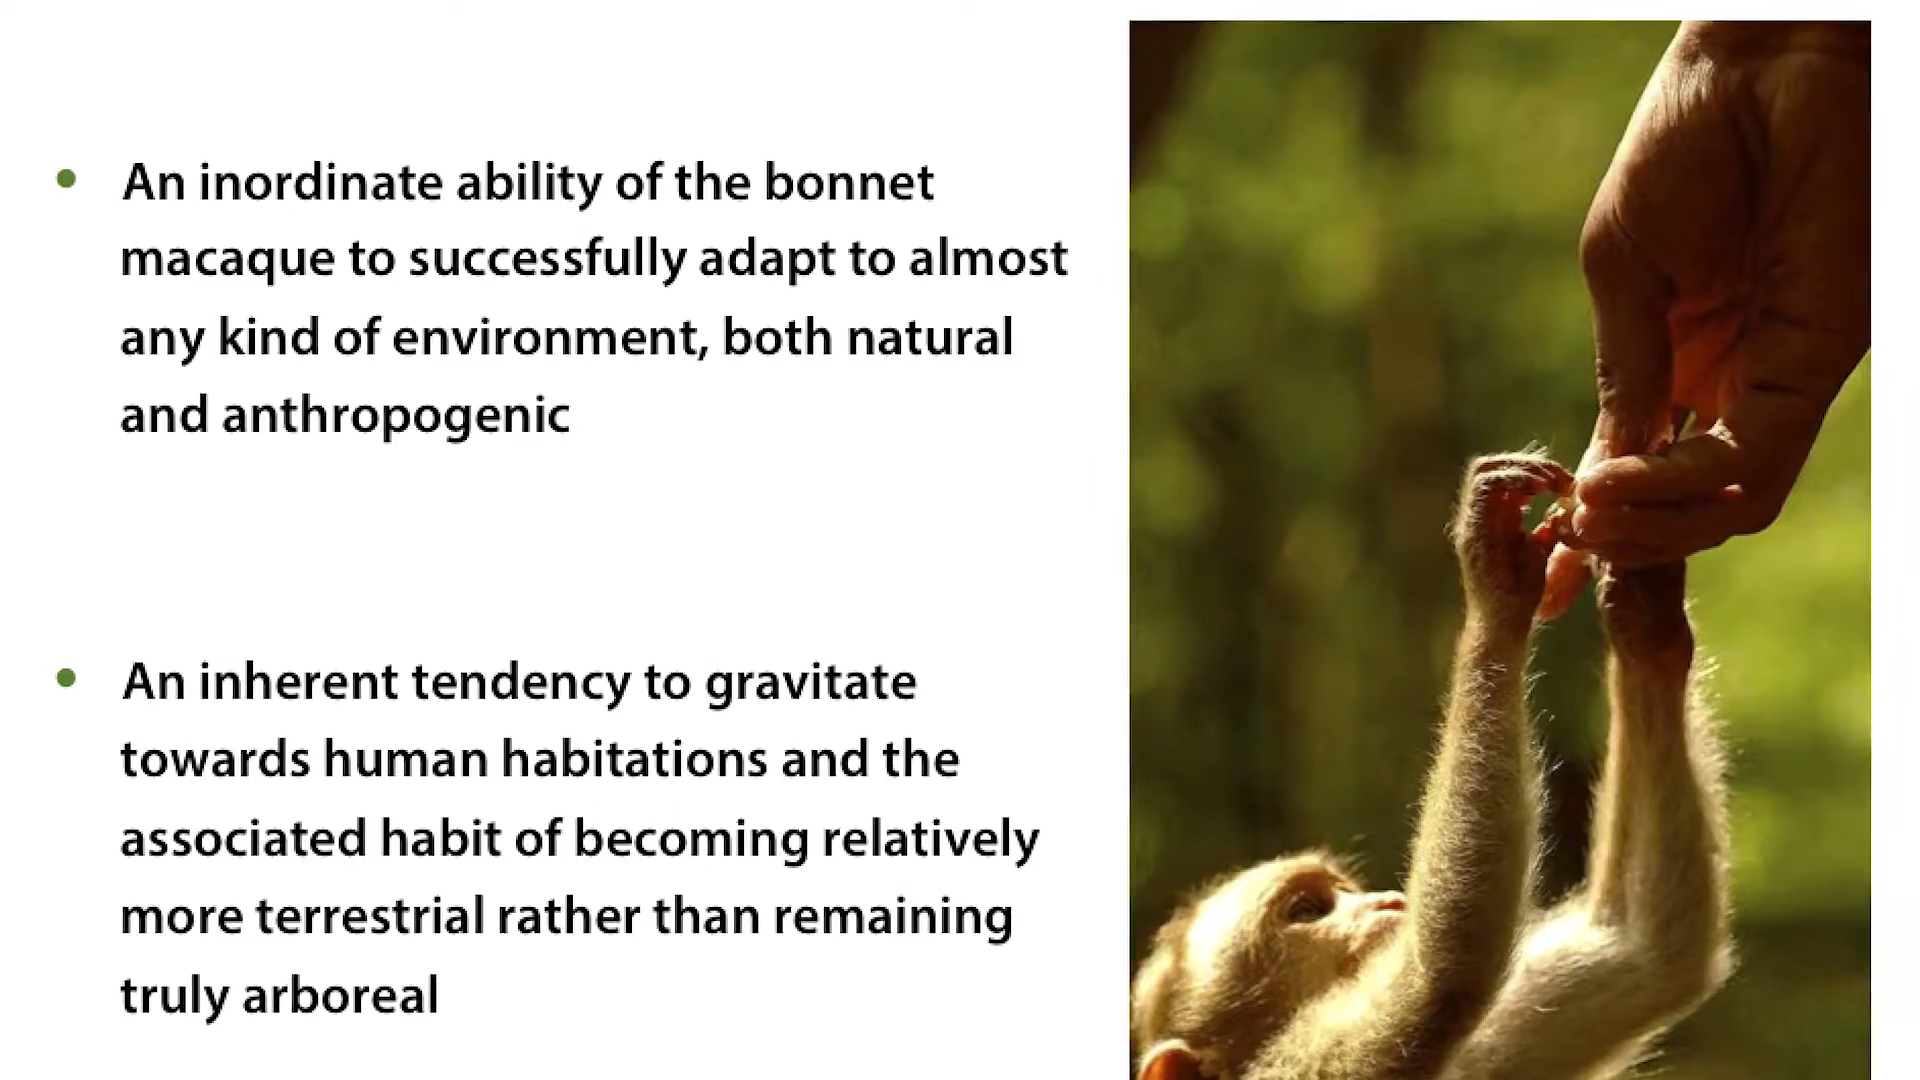 • An inordinate ability of the bonnet
macaque to successfully adapt to almost
any kind of environment, both natural
and anthropogenic
• An inherent tendency to gravitate
towards human habitations and the
associated habit of becoming relatively
more terrestrial rather than remaining
truly arboreal